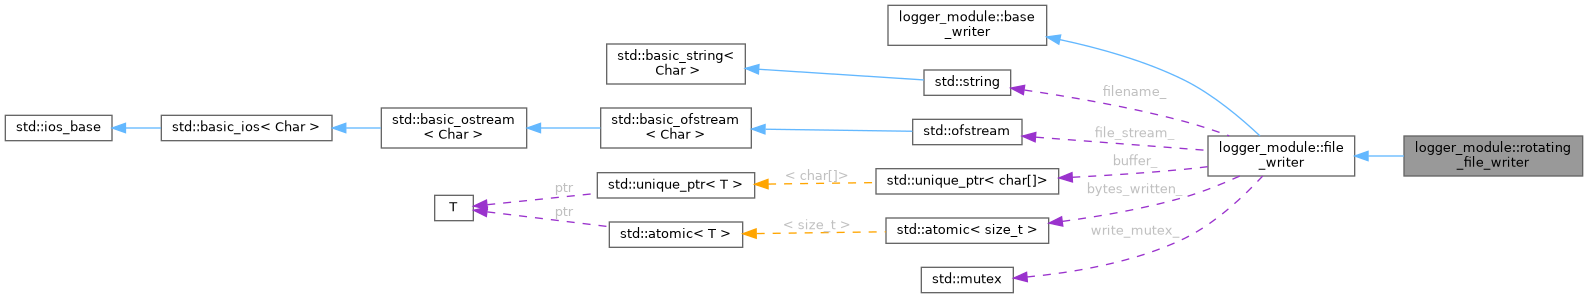 logger_module::base
_writer
std::basic_string<
Char >
std::string
filename_
std::ios_base
std::basic_ios< Char >
std::basic_ostream
< Char >
std::basic_ofstream
< Char >
std::ofstream
file_stream_
logger_module::file
_writer
logger_module::rotating
_file_writer
buffer_
std::unique_ptr< char[]>
< char[]>
std::unique_ptr< T >
ptr
T
ptr
bytes_written_
std::atomic< size_t >
< size_t >
std::atomic< T >
write_mutex_
std::mutex